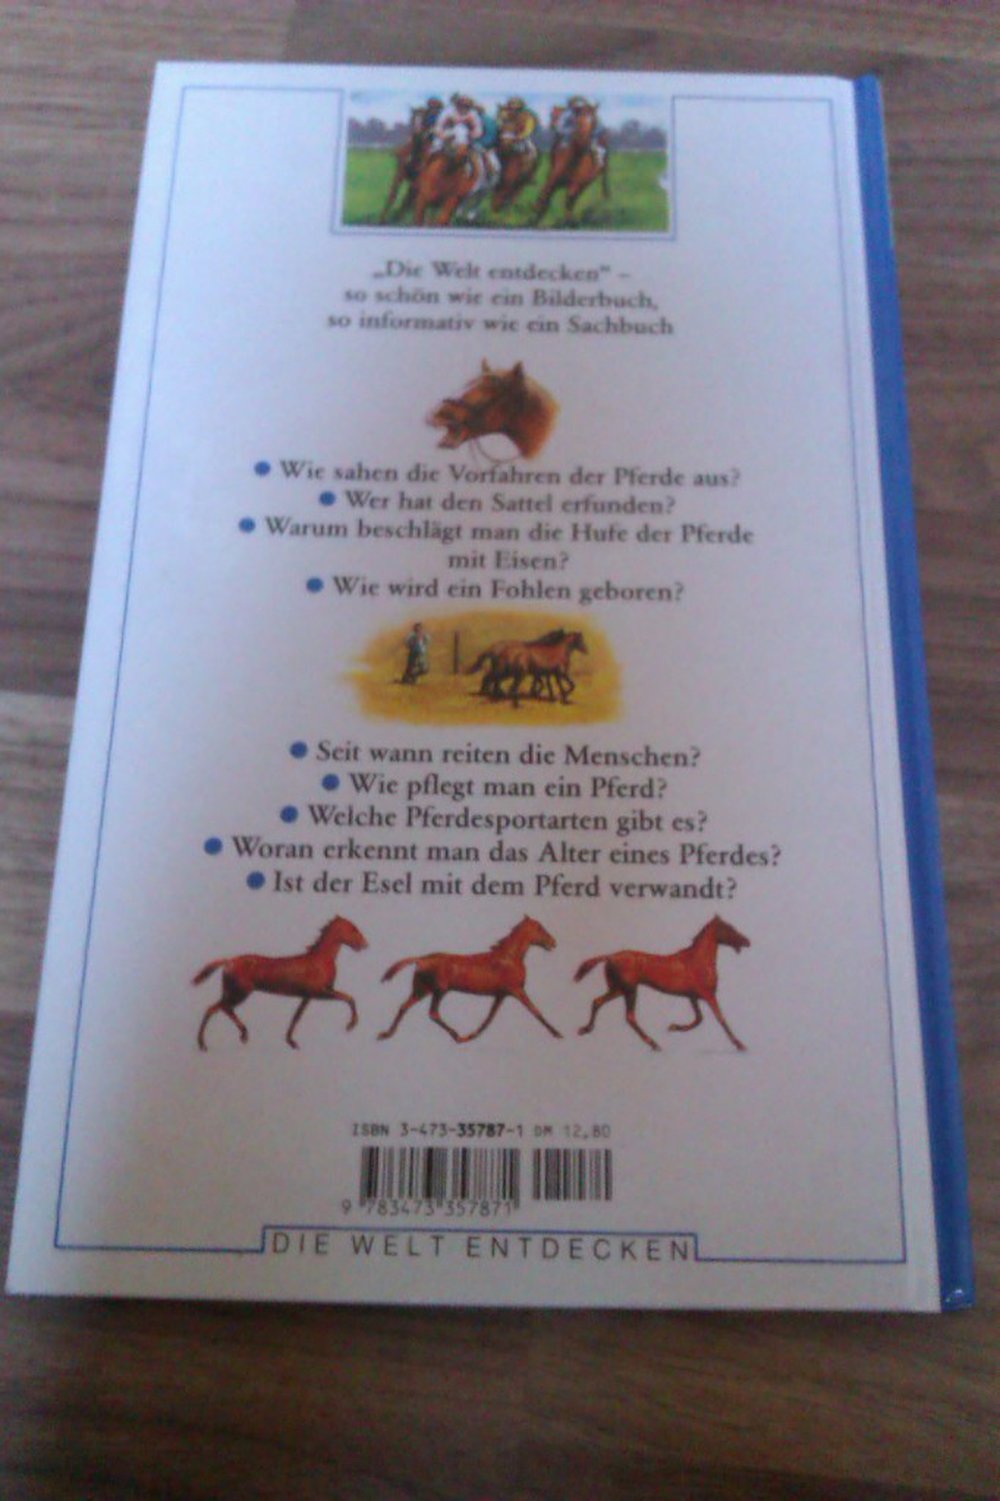 „Die Welt entdecken“ –
so schön wie ein Bilderbuch,
so informativ wie ein Sachbuch
● Wie sahen die Vorfahren der Pferde aus?
● Wer hat den Sattel erfunden?
● Warum beschlägt man die Hufe der Pferde
mit Eisen?
● Wie wird ein Fohlen geboren?
● Seit wann reiten die Menschen?
● Wie pflegt man ein Pferd?
● Welche Pferdesportarten gibt es?
● Woran erkennt man das Alter eines Pferdes?
● Ist der Esel mit dem Pferd verwandt?
ISBN 3-473-35787-1 DM 12,80
9 783473 357871
DIE WELT ENTDECKEN